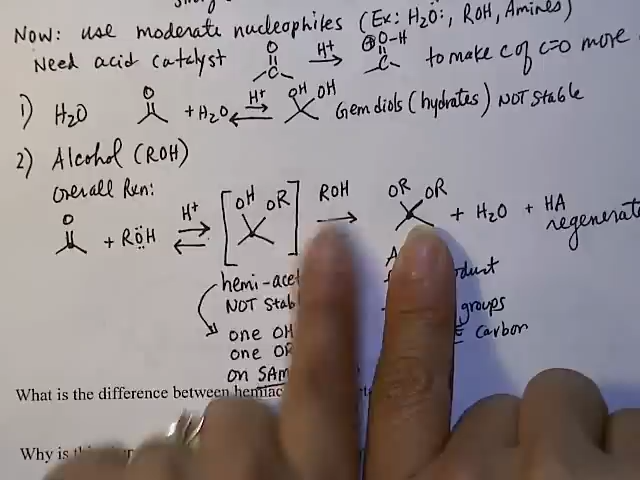 Now: use moderate nucleophiles (Ex: H₂Ö:, ROH, Amines)
Need acid catalyst O C H⁺ ⊕O-H C to make C of C=O more
1) H₂O O + H₂O H⁺ OH OH Gem diols (hydrates) NOT stable
2) Alcohol (ROH)
Overall Rxn:
O + RÖH H⁺ [OH OR] ROH OR OR + H₂O + HA
regenerate
hemi-acet duct
NOT Stab groups
one OH carbon
one OR
on SAM
What is the difference between hemiac
Why is